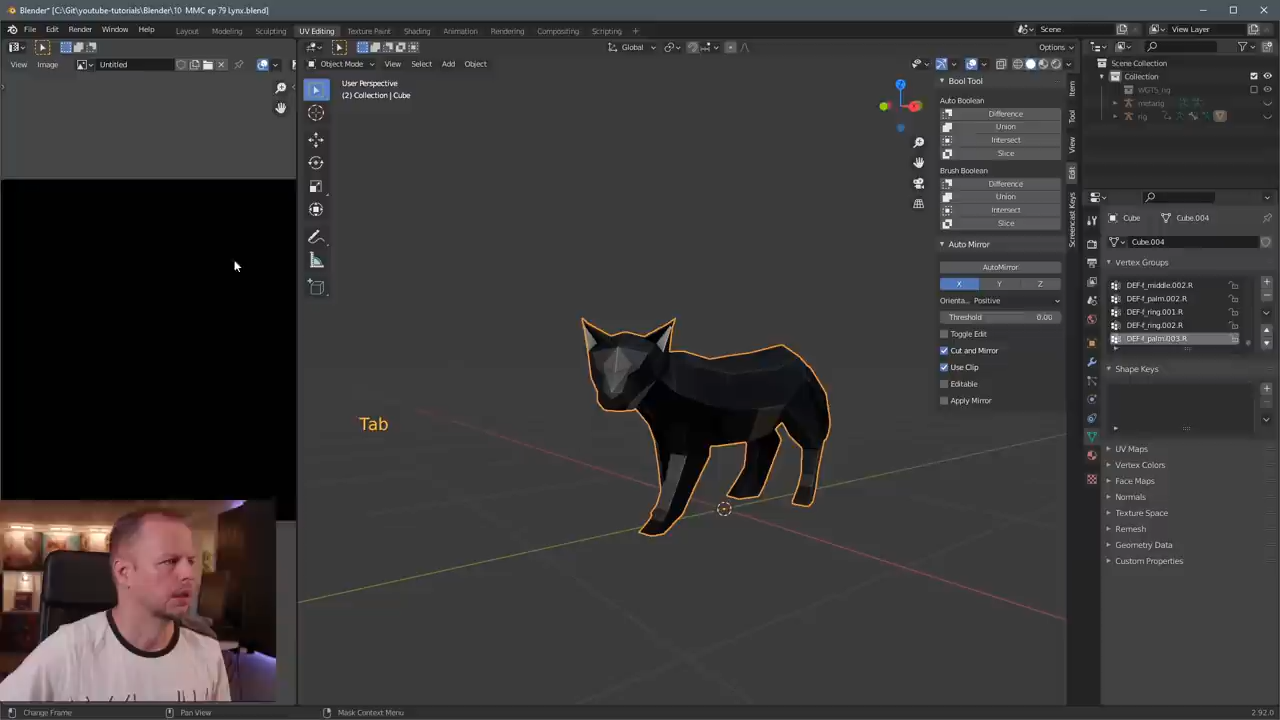 Blender* [C:\Git\youtube-tutorials\Blender\10 MMC ep 79 Lynx.blend]
File Edit Render Window Help
Layout Modeling Sculpting UV Editing Texture Paint Shading Animation Rendering Compositing Scripting
Scene View Layer
Global Options
View Image Untitled
Object Mode View Select Add Object
User Perspective
(2) Collection | Cube
Tab
Bool Tool
Auto Boolean
Difference
Union
Intersect
Slice
Brush Boolean
Difference
Union
Intersect
Slice
Auto Mirror
AutoMirror
X Y Z
Orienta... Positive
Threshold 0.00
Toggle Edit
Cut and Mirror
Use Clip
Editable
Apply Mirror
Item
Tool
View
Edit
Screencast Keys
Scene Collection
Collection
WGTS_rig
metarig
rig
Cube Cube.004
Cube.004
Vertex Groups
DEF-f_middle.002.R
DEF-f_palm.002.R
DEF-f_ring.001.R
DEF-f_ring.002.R
DEF-f_palm.003.R
Shape Keys
UV Maps
Vertex Colors
Face Maps
Normals
Texture Space
Remesh
Geometry Data
Custom Properties
Change Frame Pan View Mask Context Menu 2.92.0